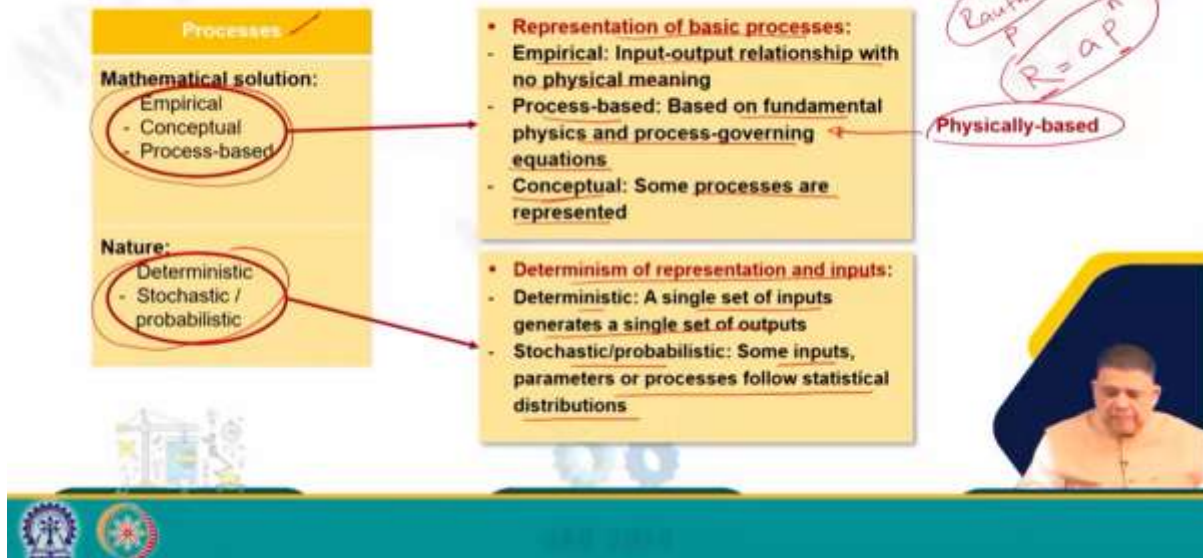 Processes
Mathematical solution:
Empirical
- Conceptual
- Process-based
Nature:
Deterministic
- Stochastic /
probabilistic
• Representation of basic processes:
- Empirical: Input-output relationship with
no physical meaning
- Process-based: Based on fundamental
physics and process-governing
equations
- Conceptual: Some processes are
represented
• Determinism of representation and inputs:
- Deterministic: A single set of inputs
generates a single set of outputs
- Stochastic/probabilistic: Some inputs,
parameters or processes follow statistical
distributions
P
R = a P n
Physically-based